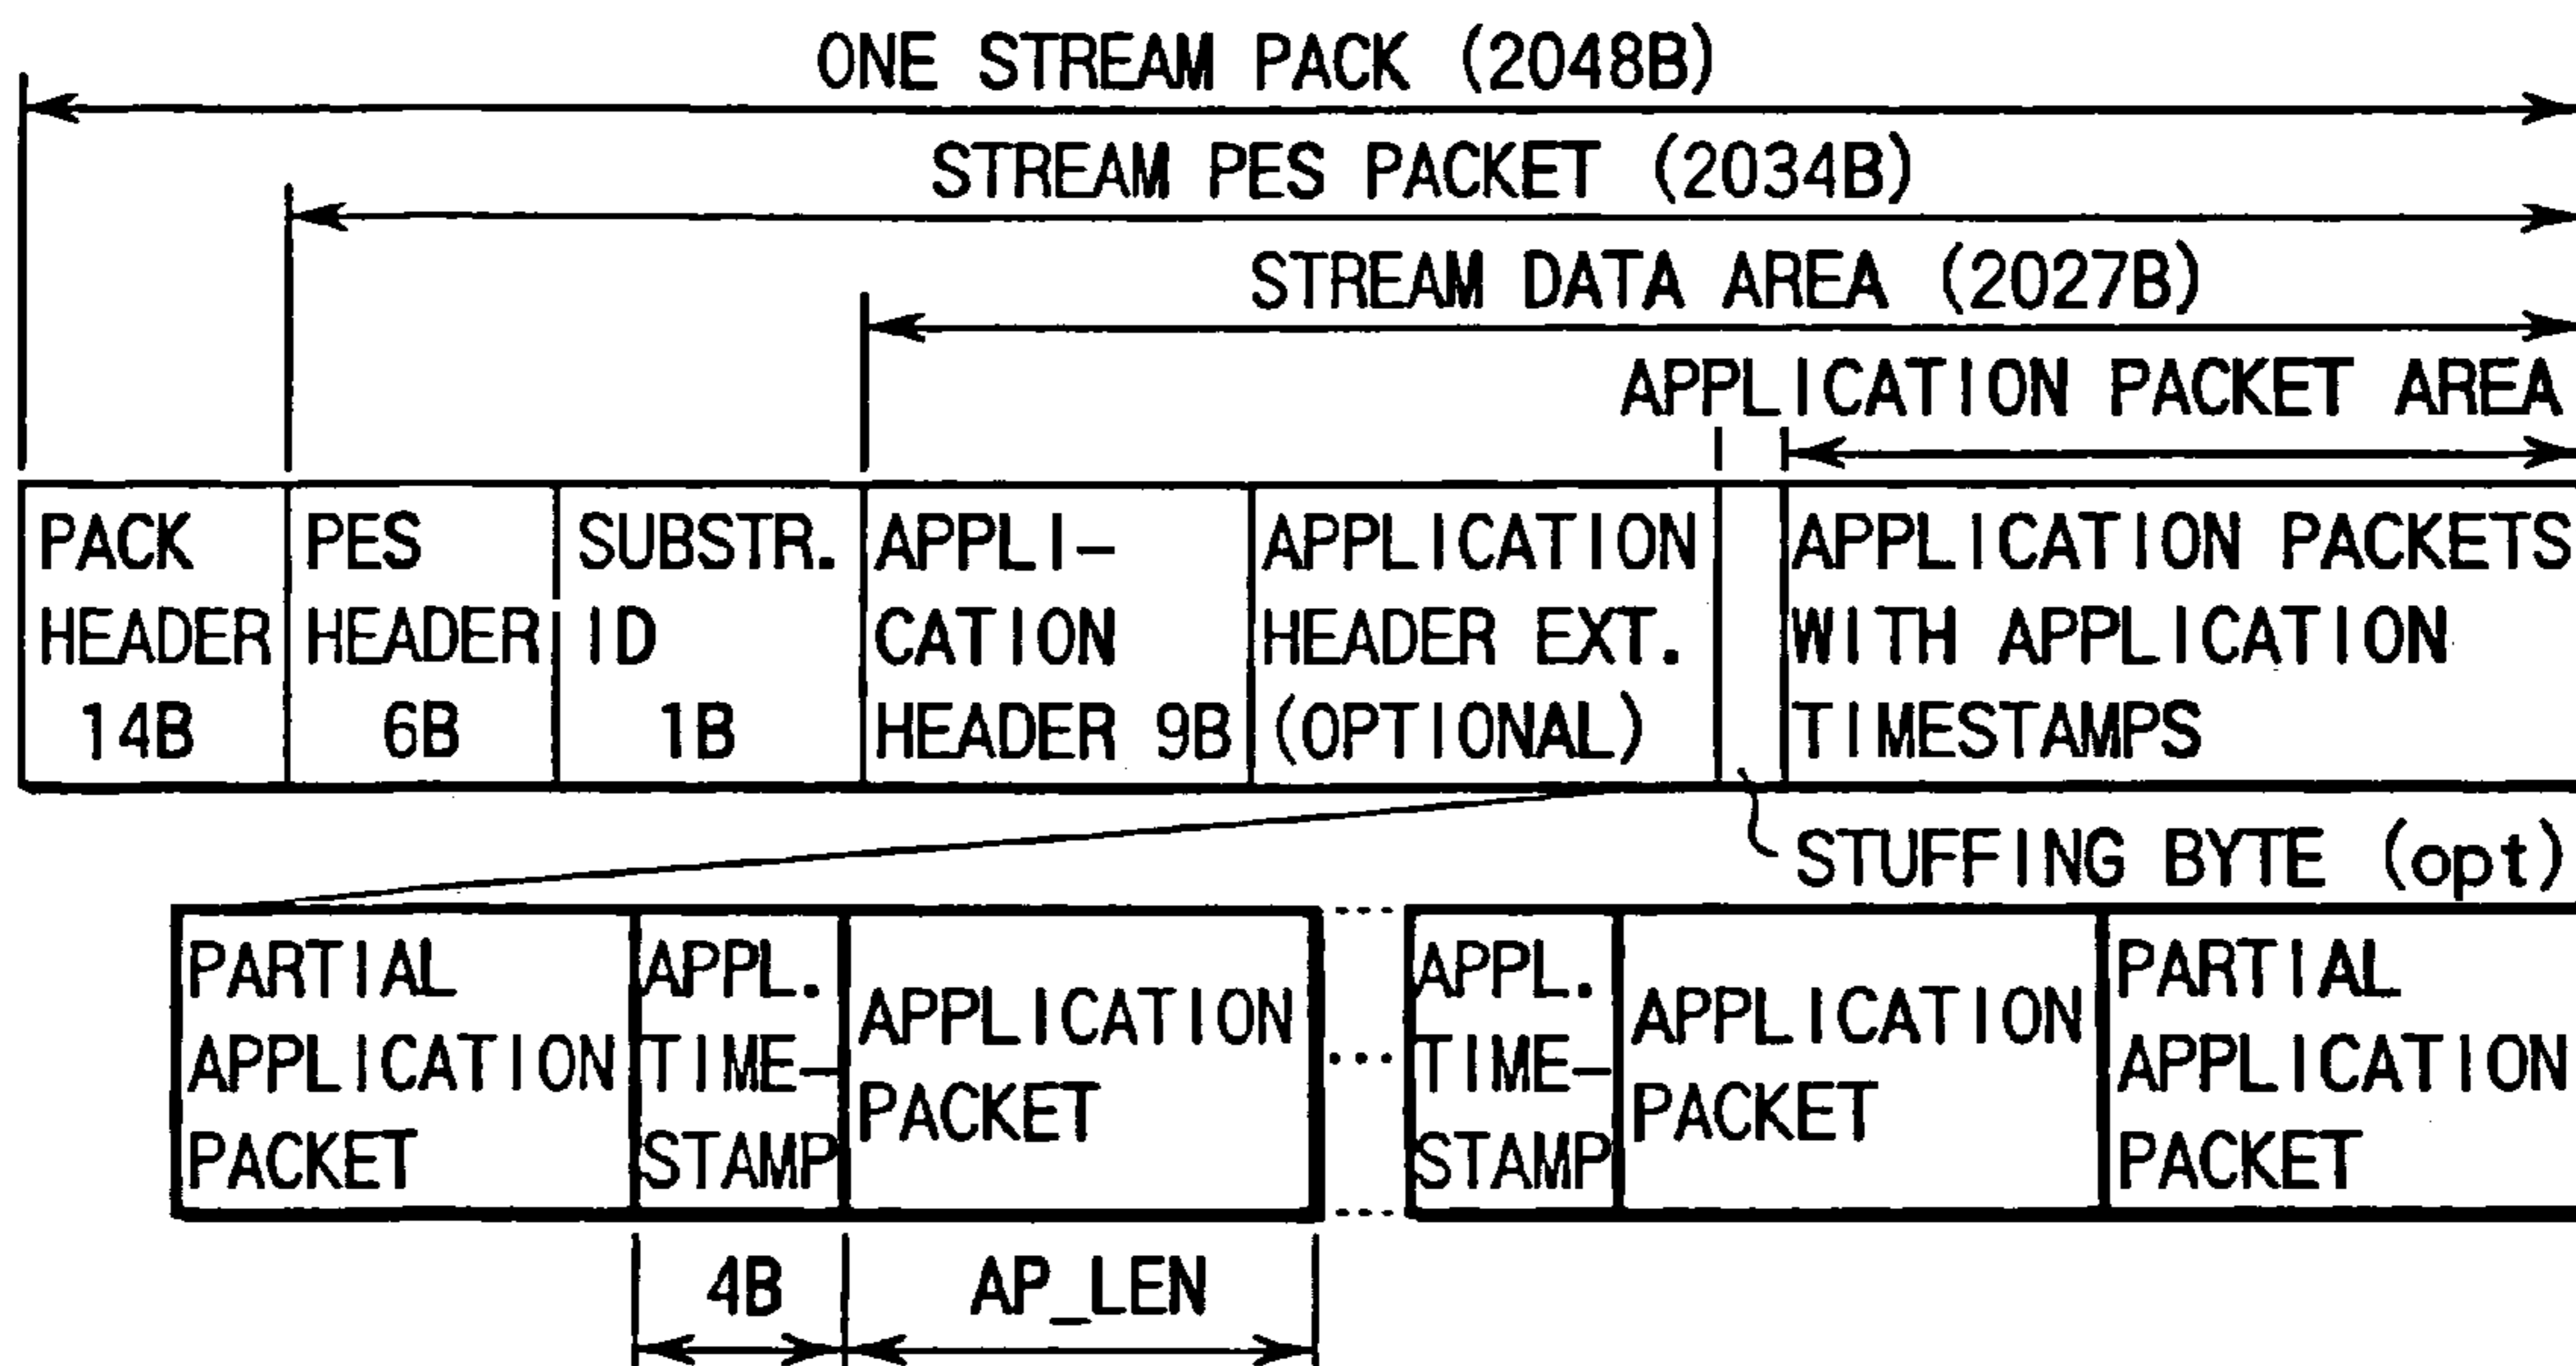 ONE STREAM PACK (2048B)
STREAM PES PACKET (2034B)
STREAM DATA AREA (2027B)
APPLICATION PACKET AREA
PACK
HEADER
14B
PES
HEADER
6B
SUBSTR.
ID
1B
APPLI-
CATION
HEADER 9B
APPLICATION
HEADER EXT.
(OPTIONAL)
APPLICATION PACKETS
WITH APPLICATION
TIMESTAMPS
STUFFING BYTE (opt)
PARTIAL
APPLICATION
PACKET
APPL.
TIME-
STAMP
APPLICATION
PACKET
...
APPL.
TIME-
STAMP
APPLICATION
PACKET
PARTIAL
APPLICATION
PACKET
4B
AP_LEN